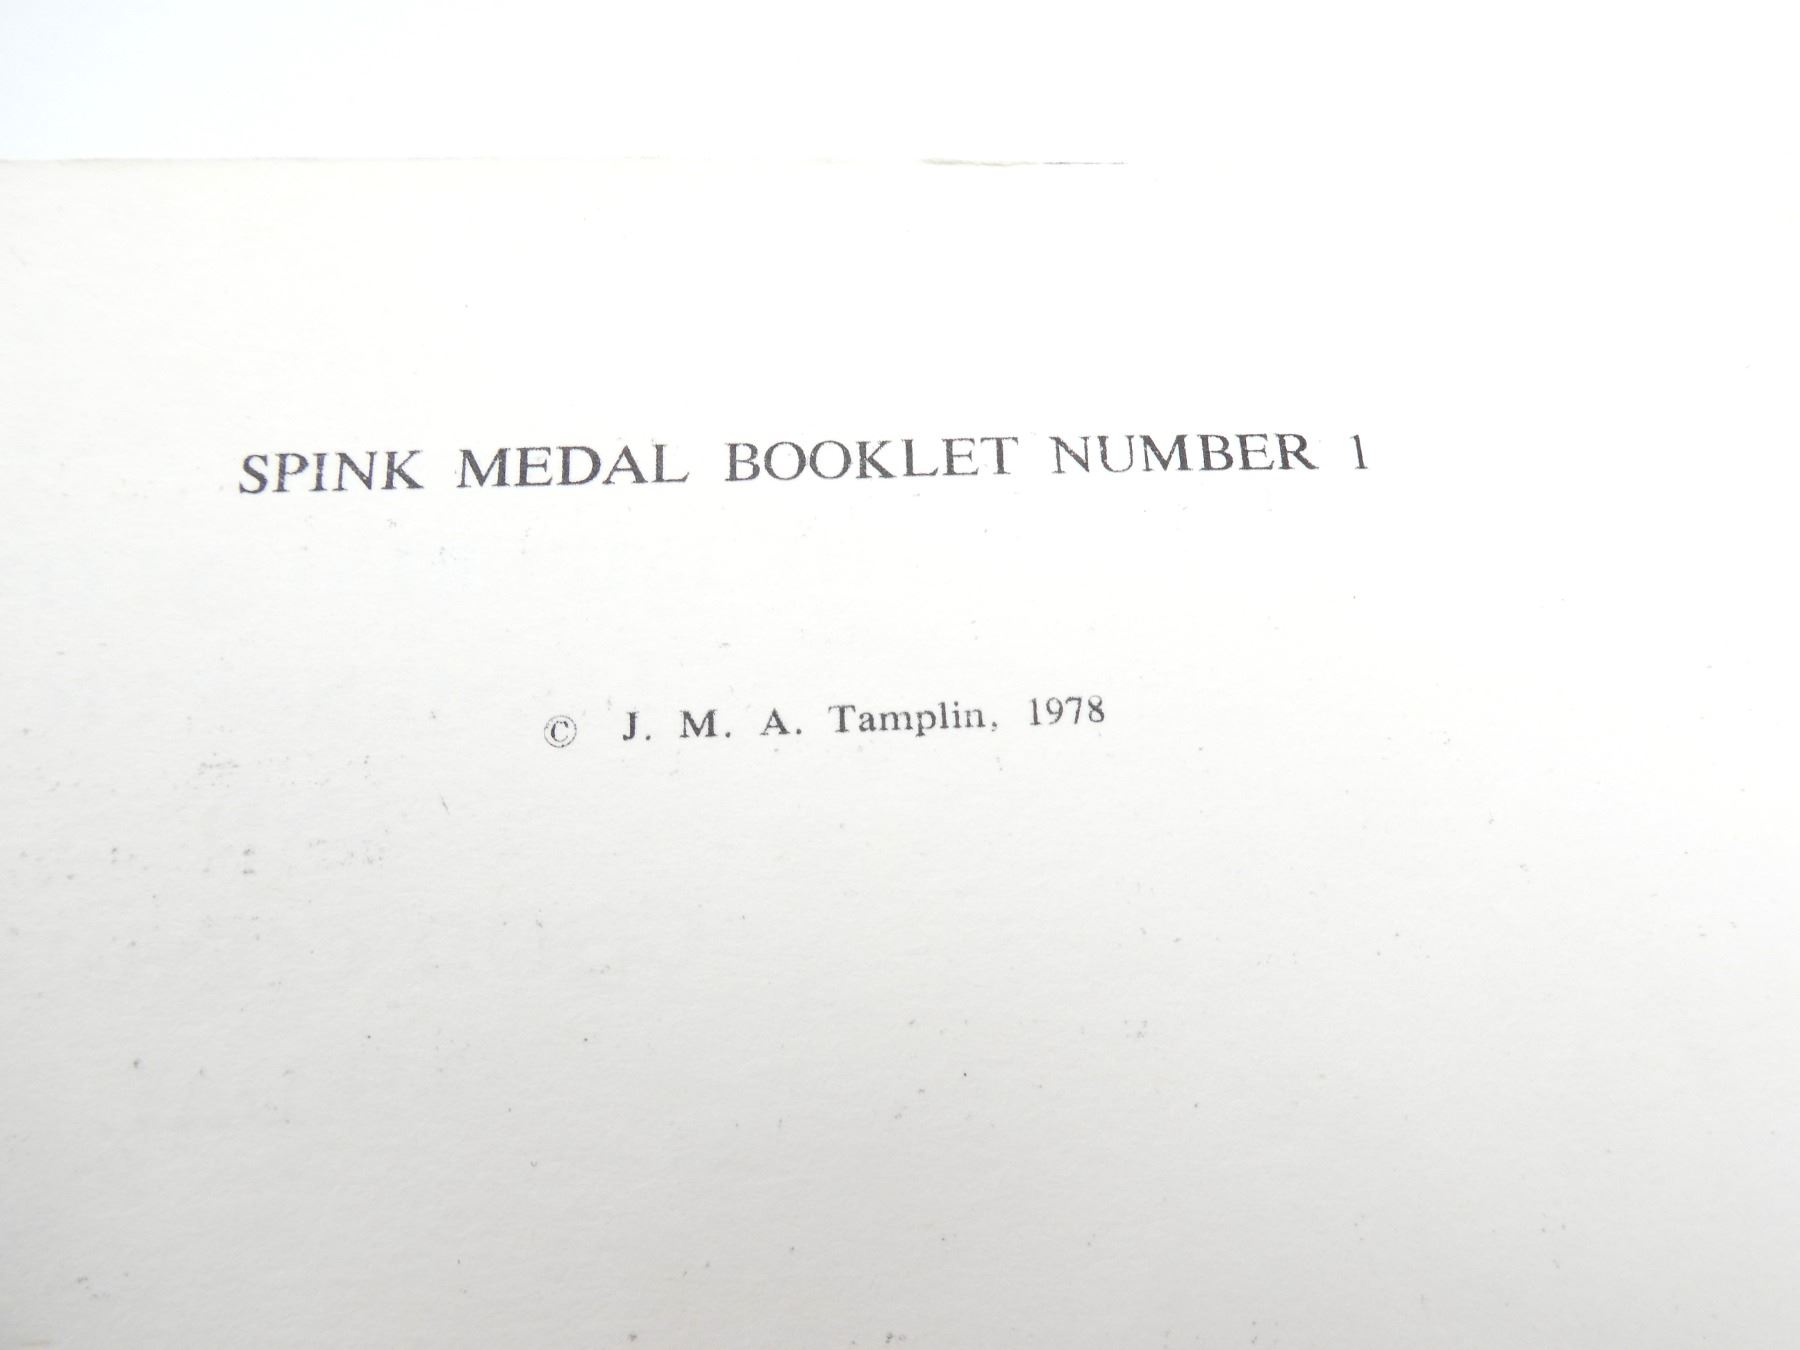 SPINK MEDAL BOOKLET NUMBER 1
© J. M. A. Tamplin, 1978